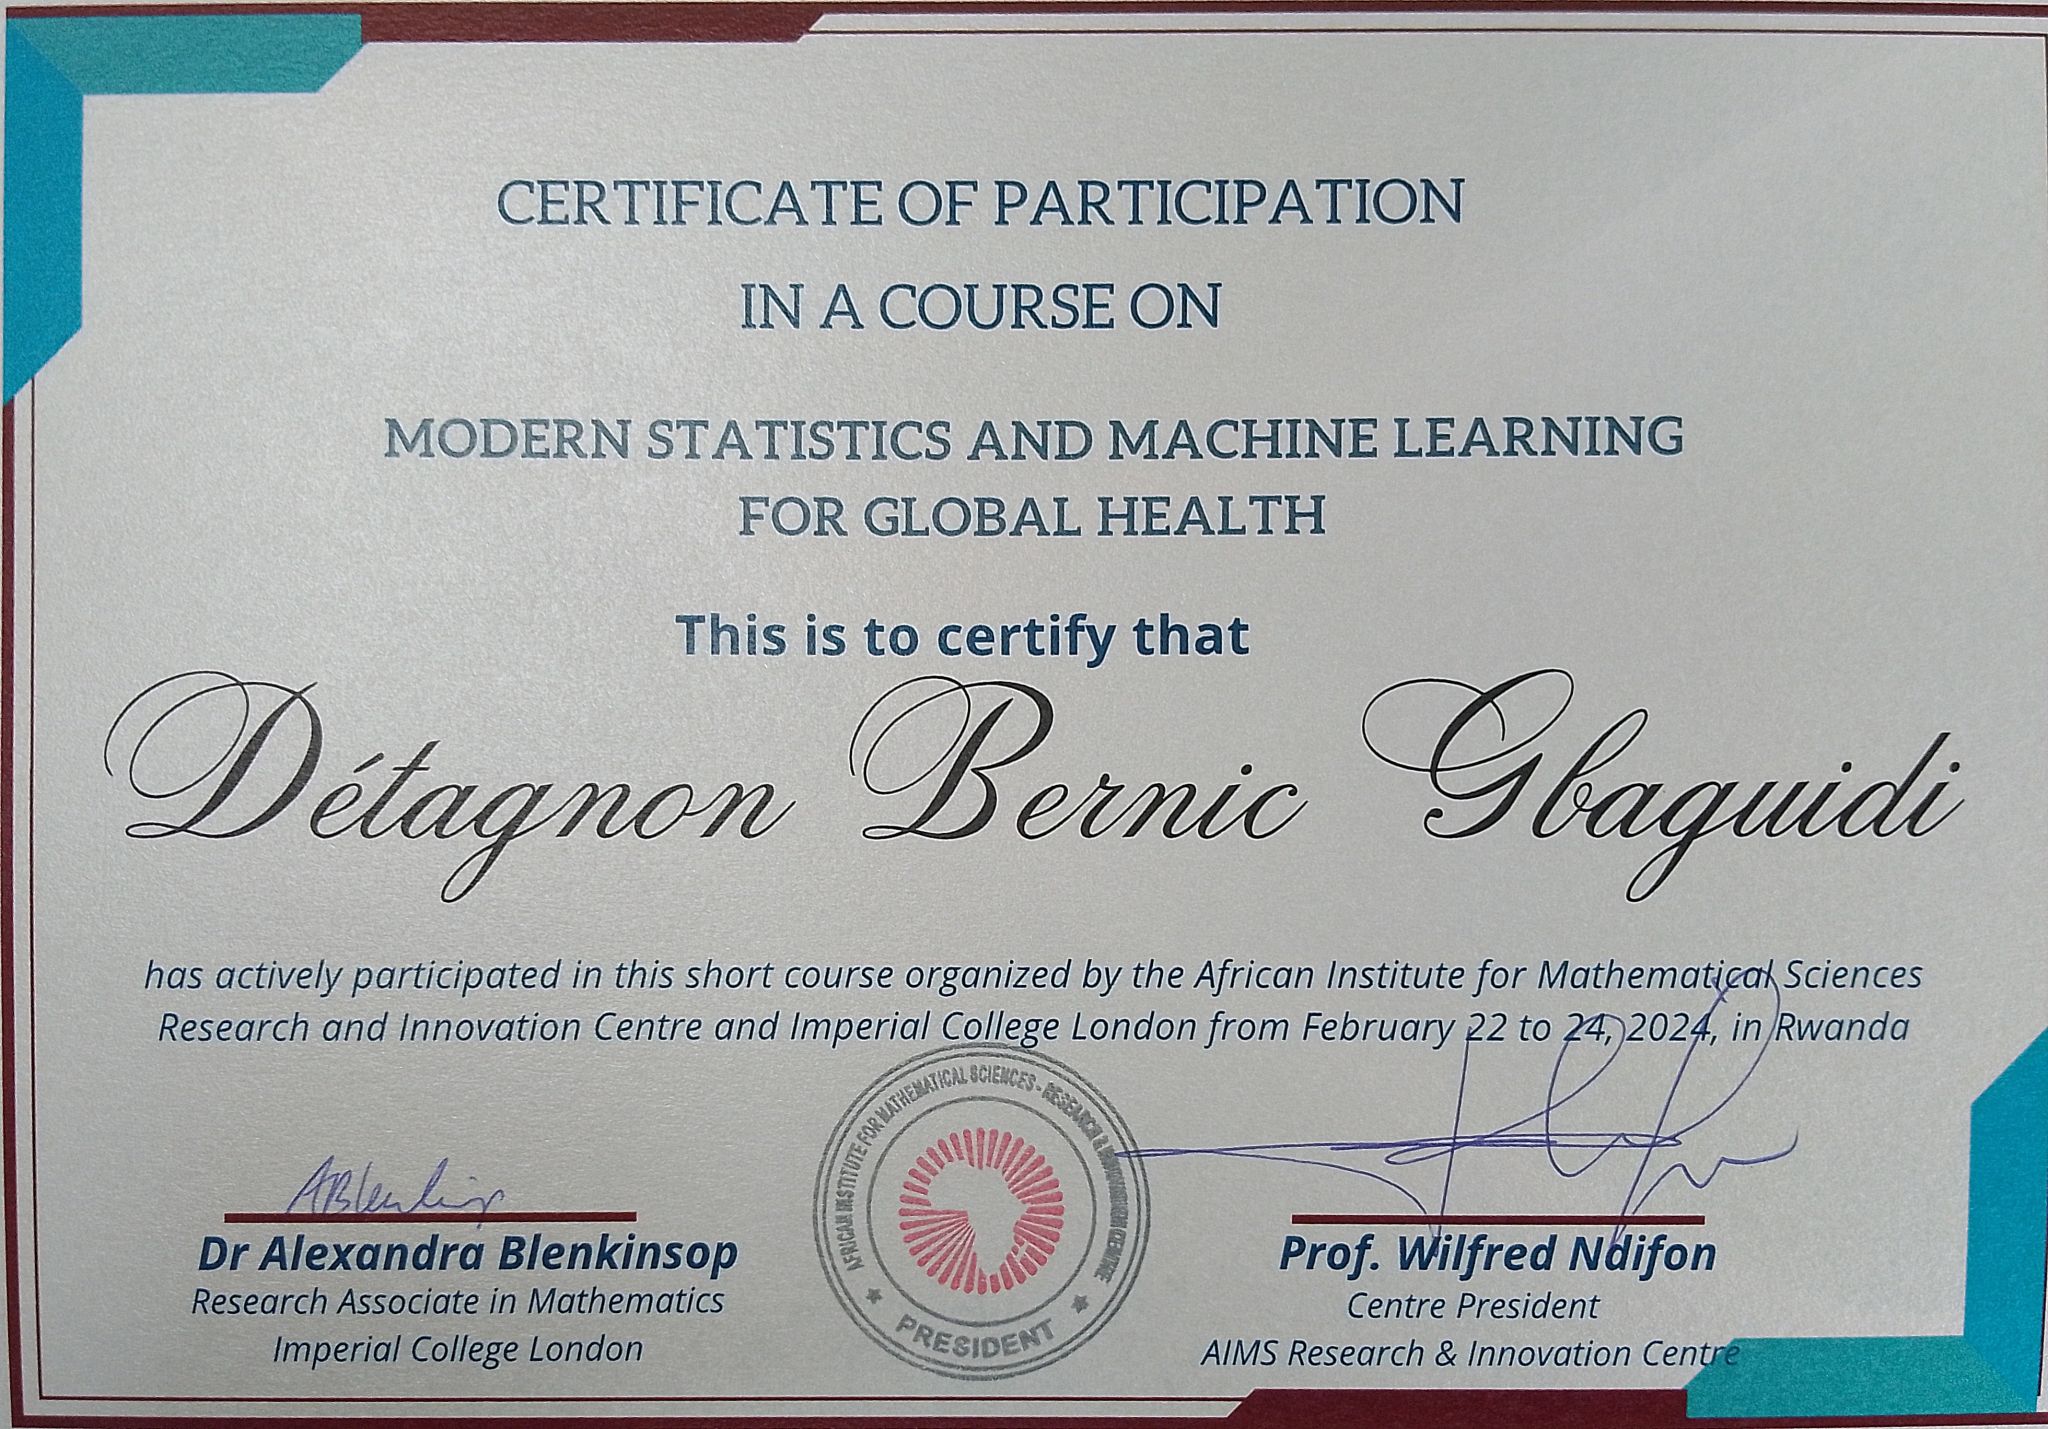 CERTIFICATE OF PARTICIPATION
IN A COURSE ON
MODERN STATISTICS AND MACHINE LEARNING
FOR GLOBAL HEALTH
This is to certify that
Détagnon Bernic Gbaguidi
has actively participated in this short course organized by the African Institute for Mathematical Sciences
Research and Innovation Centre and Imperial College London from February 22 to 24, 2024, in Rwanda
AFRICAN INSTITUTE FOR MATHEMATICAL SCIENCES - RESEARCH & INNOVATION CENTRE
PRESIDENT
ABlenkinsop
Dr Alexandra Blenkinsop
Research Associate in Mathematics
Imperial College London
Prof. Wilfred Ndifon
Centre President
AIMS Research & Innovation Centre